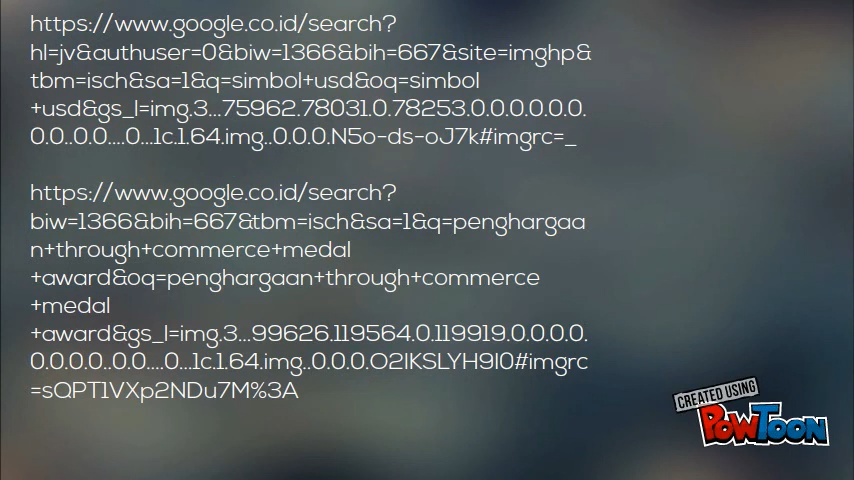 https://www.google.co.id/search?
hl=jv&authuser=0&biw=1366&bih=667&site=imghp&
tbm=isch&sa=1&q=simbol+usd&oq=simbol
+usd&gs_l=img.3...75962.78031.0.78253.0.0.0.0.0.0.
0.0..0.0....0...1c.1.64.img..0.0.0.N5o-ds-oJ7k#imgrc=_
https://www.google.co.id/search?
biw=1366&bih=667&tbm=isch&sa=1&q=penghargaa
n+through+commerce+medal
+award&oq=penghargaan+through+commerce
+medal
+award&gs_l=img.3...99626.119564.0.119919.0.0.0.0.
0.0.0.0..0.0....0...1c.1.64.img..0.0.0.O2lKSLYH9I0#imgrc
=sQPT1VXp2NDu7M%3A
CREATED USING
POWTOON